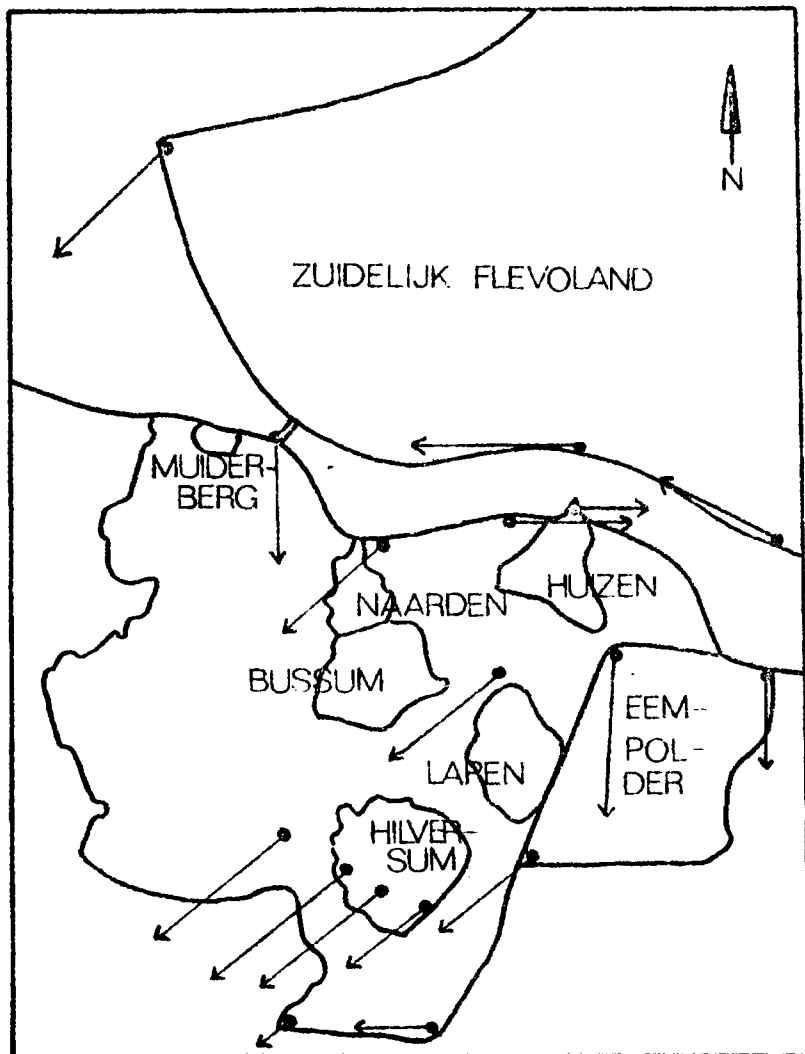 N
ZUIDELIJK FLEVOLAND
MUIDER-
BERG
NAARDEN
HUIZEN
BUSSUM
EEM-
POL-
DER
LAREN
HILVER-
SUM